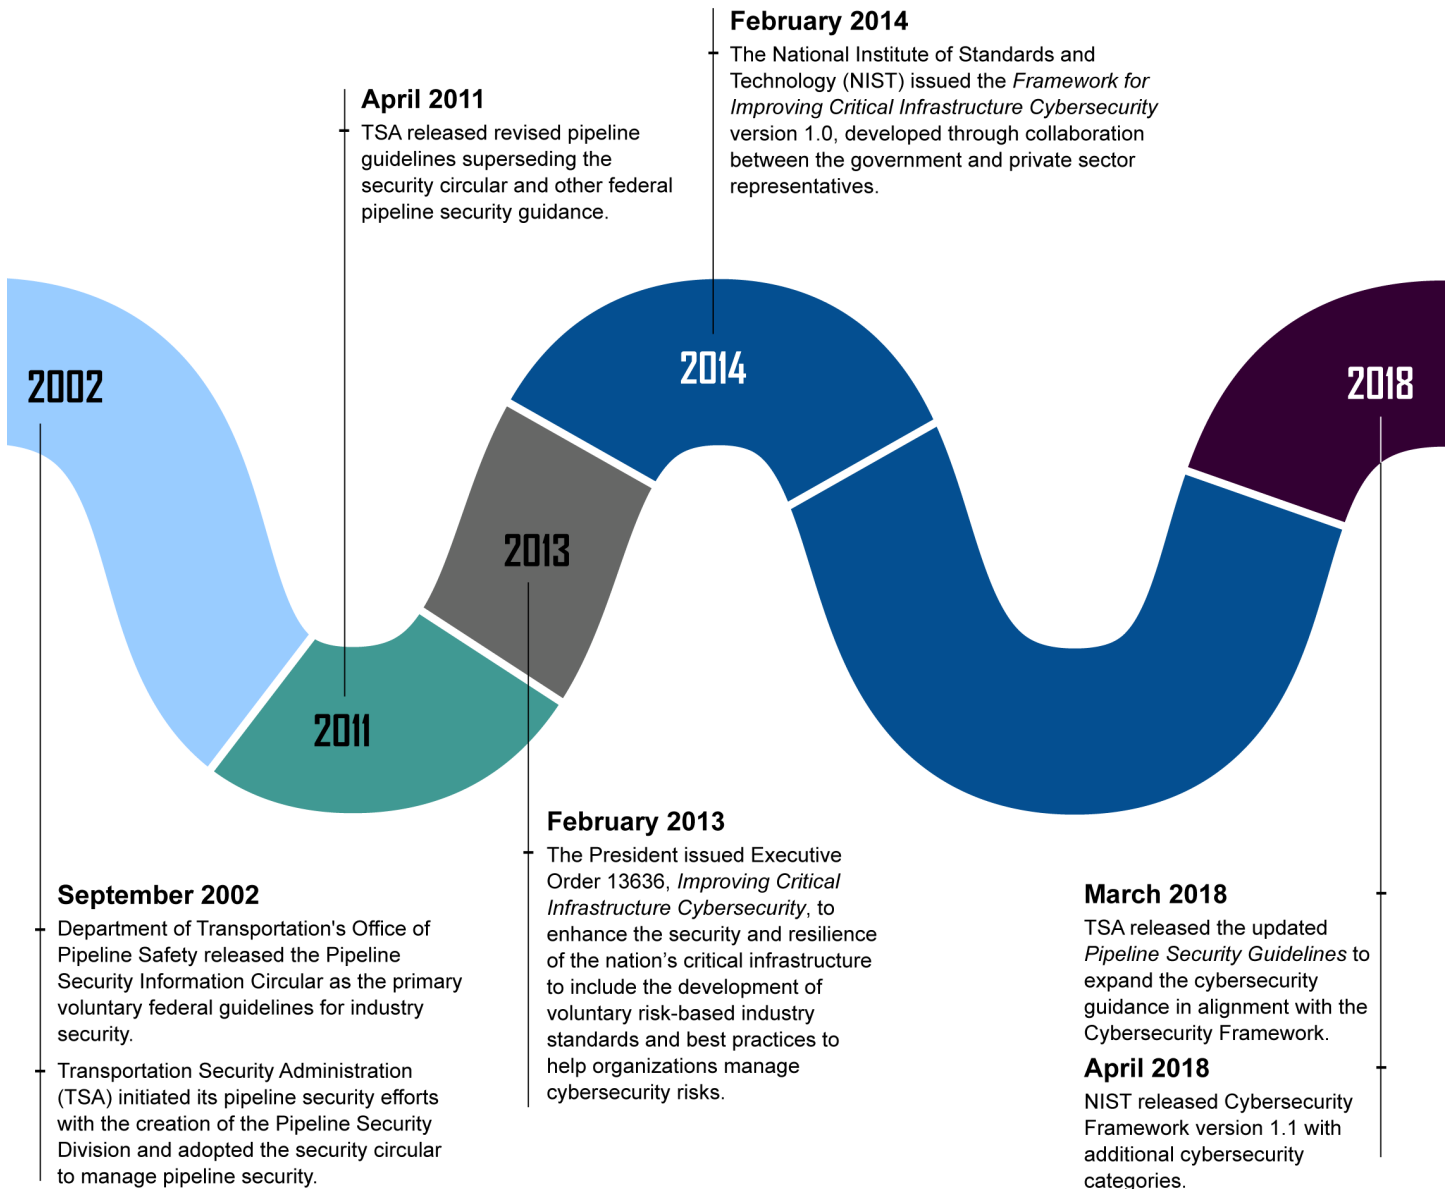 February 2014
The National Institute of Standards and
Technology (NIST) issued the Framework for
Improving Critical Infrastructure Cybersecurity
version 1.0, developed through collaboration
between the government and private sector
representatives.
April 2011
TSA released revised pipeline
guidelines superseding the
security circular and other federal
pipeline security guidance.
2002
2011
2013
2014
2018
September 2002
Department of Transportation's Office of
Pipeline Safety released the Pipeline
Security Information Circular as the primary
voluntary federal guidelines for industry
security.
Transportation Security Administration
(TSA) initiated its pipeline security efforts
with the creation of the Pipeline Security
Division and adopted the security circular
to manage pipeline security.
February 2013
The President issued Executive
Order 13636, Improving Critical
Infrastructure Cybersecurity, to
enhance the security and resilience
of the nation’s critical infrastructure
to include the development of
voluntary risk-based industry
standards and best practices to
help organizations manage
cybersecurity risks.
March 2018
TSA released the updated
Pipeline Security Guidelines to
expand the cybersecurity
guidance in alignment with the
Cybersecurity Framework.
April 2018
NIST released Cybersecurity
Framework version 1.1 with
additional cybersecurity
categories.